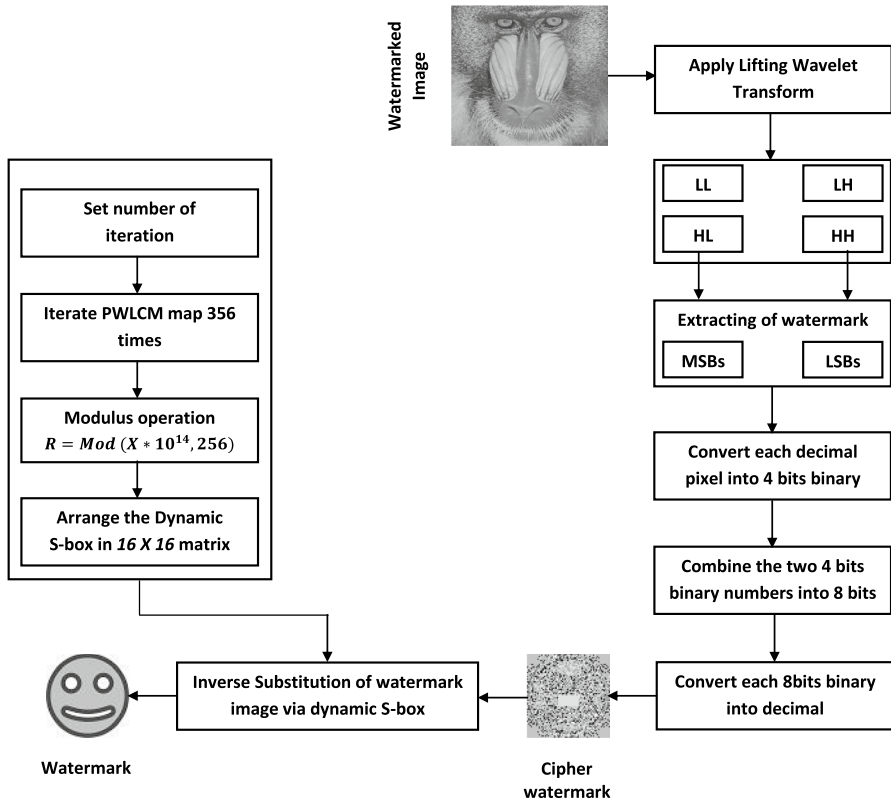 Watermarked
Image
Apply Lifting Wavelet
Transform
LL
LH
HL
HH
Extracting of watermark
MSBs
LSBs
Convert each decimal
pixel into 4 bits binary
Combine the two 4 bits
binary numbers into 8 bits
Convert each 8bits binary
into decimal
Set number of
iteration
Iterate PWLCM map 356
times
Modulus operation
R = Mod (X * 10¹⁴, 256)
Arrange the Dynamic
S-box in 16 X 16 matrix
Inverse Substitution of watermark
image via dynamic S-box
Cipher
watermark
Watermark